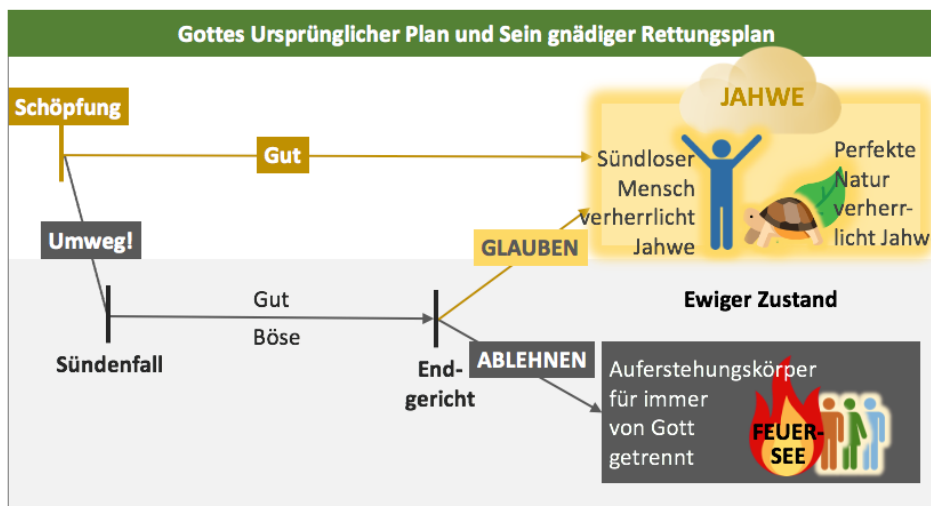 Gottes Ursprünglicher Plan und Sein gnädiger Rettungsplan
JAHWE
Schöpfung
Gut
Sündloser
Mensch
verherrlicht
Jahwe
Perfekte
Natur
verherr-
licht Jahw
Umweg!
GLAUBEN
Ewiger Zustand
Gut
Böse
Sündenfall
End-
gericht
ABLEHNEN
Auferstehungskörper
für immer
von Gott
getrennt
FEUER-
SEE